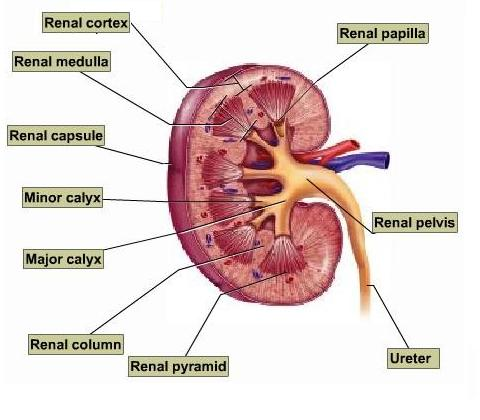 Renal cortex
Renal papilla
Renal medulla
Renal capsule
Minor calyx
Renal pelvis
Major calyx
Renal column
Ureter
Renal pyramid